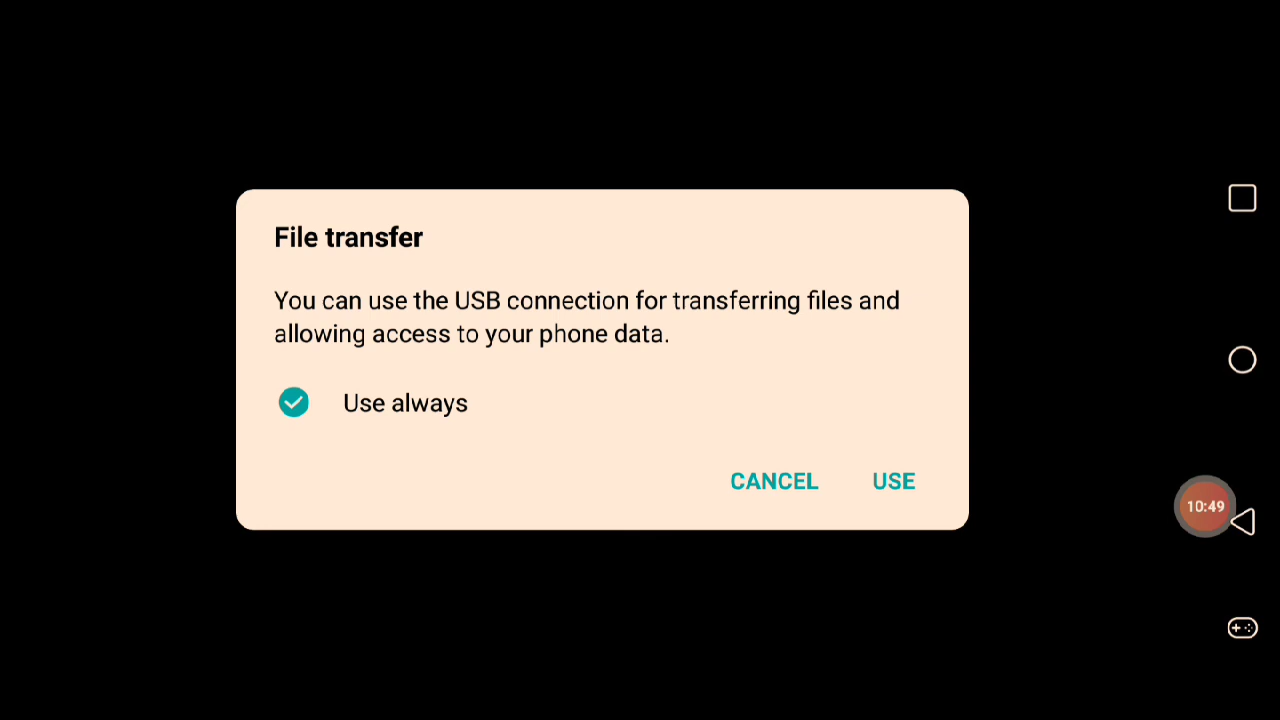 File transfer
You can use the USB connection for transferring files and
allowing access to your phone data.
Use always
CANCEL USE
10:49